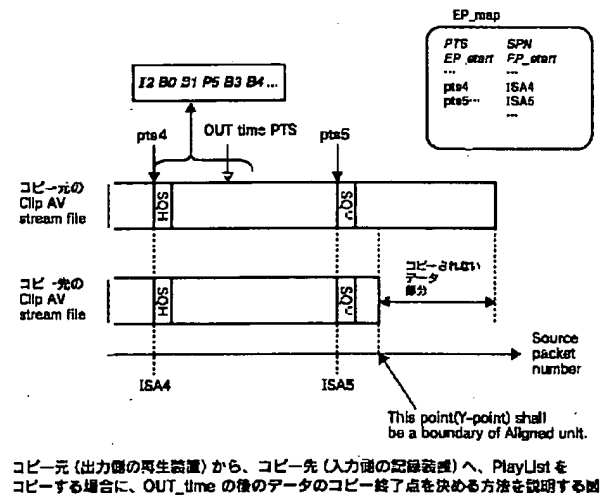 EP_map
PTS SPN
EP_start EP_start
... ...
pts4 ISA4
pts5... ISA5
...
I2 B0 B1 P5 B3 B4 ...
pts4
OUT time PTS
pts5
コピー元の
Clip AV
stream file
SQH
コピー先の
Clip AV
stream file
SQH
コピーされない
データ
部分
ISA4
ISA5
Source
packet
number
This point(Y-point) shall
be a boundary of Aligned unit.
コピー元 (出力側の再生装置) から、コピー先 (入力側の記録装置) へ、PlayList を
コピーする場合に、OUT_time の後のデータのコピー終了点を決める方法を説明する図